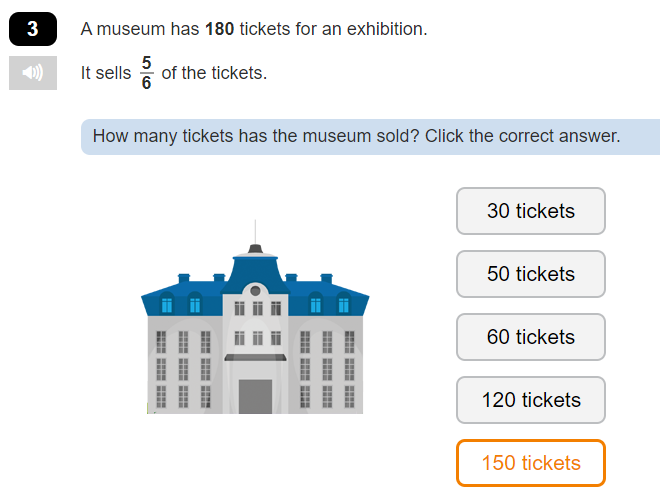 3
A museum has 180 tickets for an exhibition.
It sells 5/6 of the tickets.
How many tickets has the museum sold? Click the correct answer.
30 tickets
50 tickets
60 tickets
120 tickets
150 tickets